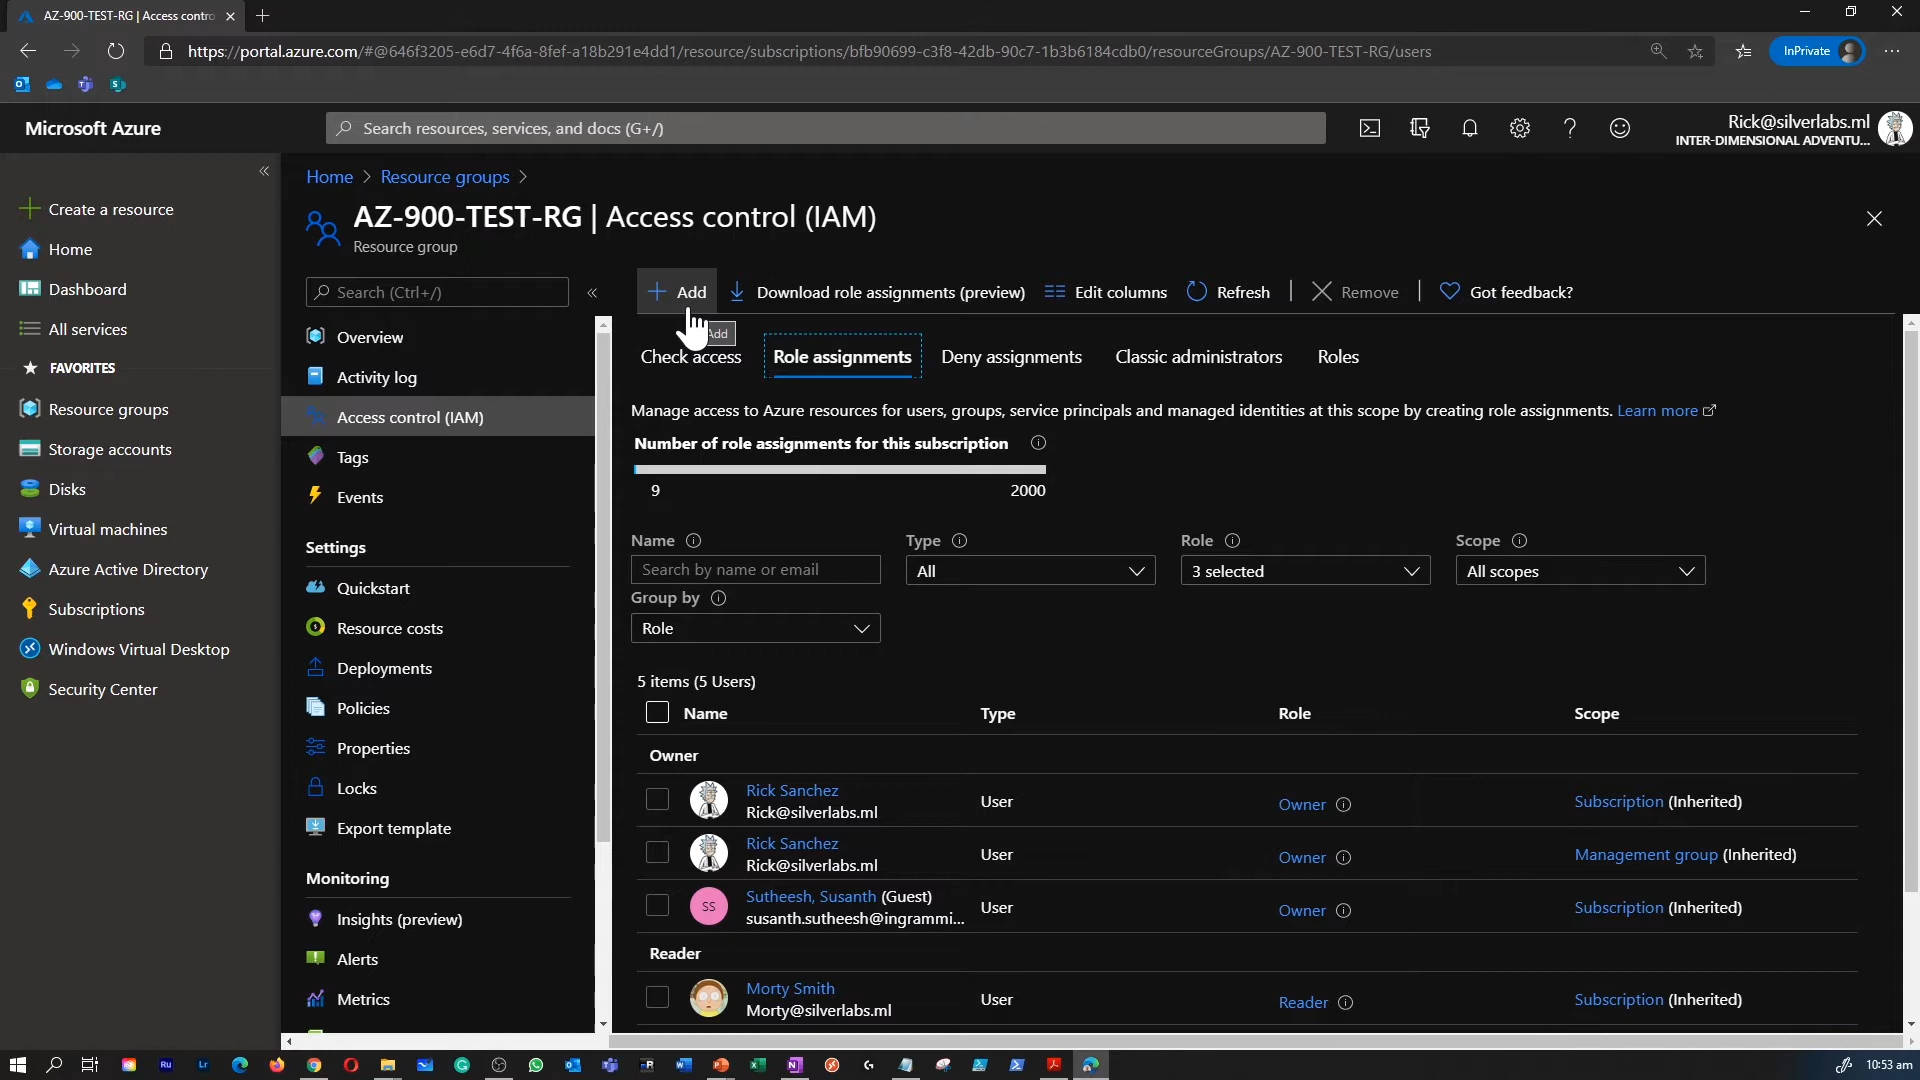 AZ-900-TEST-RG | Access contro
https://portal.azure.com/#@646f3205-e6d7-4f6a-8fef-a18b291e4dd1/resource/subscriptions/bfb90699-c3f8-42db-90c7-1b3b6184cdb0/resourceGroups/AZ-900-TEST-RG/users
InPrivate
Microsoft Azure
Search resources, services, and docs (G+/)
Rick@silverlabs.ml
INTER-DIMENSIONAL ADVENTU...
Create a resource
Home
Dashboard
All services
FAVORITES
Resource groups
Storage accounts
Disks
Virtual machines
Azure Active Directory
Subscriptions
Windows Virtual Desktop
Security Center
Home > Resource groups >
AZ-900-TEST-RG | Access control (IAM)
Resource group
Search (Ctrl+/)
Overview
Activity log
Access control (IAM)
Tags
Events
Settings
Quickstart
Resource costs
Deployments
Policies
Properties
Locks
Export template
Monitoring
Insights (preview)
Alerts
Metrics
Add
Download role assignments (preview)
Edit columns
Refresh
Remove
Got feedback?
Add
Check access
Role assignments
Deny assignments
Classic administrators
Roles
Manage access to Azure resources for users, groups, service principals and managed identities at this scope by creating role assignments. Learn more
Number of role assignments for this subscription
9
2000
Name
Type
Role
Scope
Search by name or email
All
3 selected
All scopes
Group by
Role
5 items (5 Users)
Name
Type
Role
Scope
Owner
Rick Sanchez
Rick@silverlabs.ml
User
Owner
Subscription (Inherited)
Rick Sanchez
Rick@silverlabs.ml
User
Owner
Management group (Inherited)
SS
Sutheesh, Susanth (Guest)
susanth.sutheesh@ingrammi...
User
Owner
Subscription (Inherited)
Reader
Morty Smith
Morty@silverlabs.ml
User
Reader
Subscription (Inherited)
10:53 am